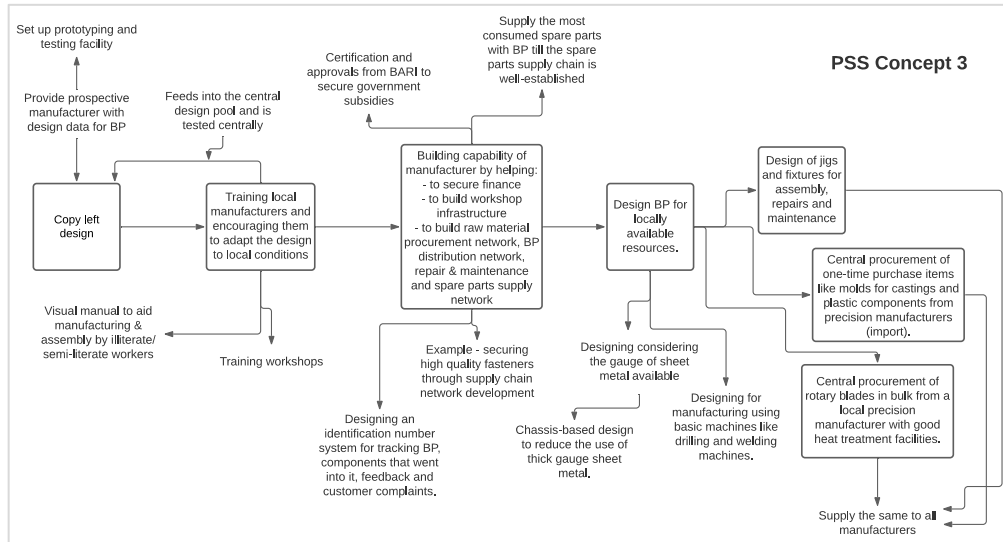 PSS Concept 3
Set up prototyping and
testing facility
Provide prospective
manufacturer with
design data for BP
Feeds into the central
design pool and is
tested centrally
Certification and
approvals from BARI to
secure government
subsidies
Supply the most
consumed spare parts
with BP till the spare
parts supply chain is
well-established
Copy left
design
Training local
manufacturers and
encouraging them
to adapt the design
to local conditions
Building capability of
manufacturer by helping:
- to secure finance
- to build workshop
infrastructure
- to build raw material
procurement network, BP
distribution network,
repair & maintenance
and spare parts supply
network
Design BP for
locally available
resources.
Design of jigs
and fixtures for
assembly,
repairs and
maintenance
Central procurement of
one-time purchase items
like molds for castings and
plastic components from
precision manufacturers
(import).
Central procurement of
rotary blades in bulk from a
local precision
manufacturer with good
heat treatment facilities.
Supply the same to all
manufacturers
Visual manual to aid
manufacturing &
assembly by illiterate/
semi-literate workers
Training workshops
Designing an
identification number
system for tracking BP,
components that went
into it, feedback and
customer complaints.
Example - securing
high quality fasteners
through supply chain
network development
Designing considering
the gauge of sheet
metal available
Chassis-based design
to reduce the use of
thick gauge sheet
metal.
Designing for
manufacturing using
basic machines like
drilling and welding
machines.